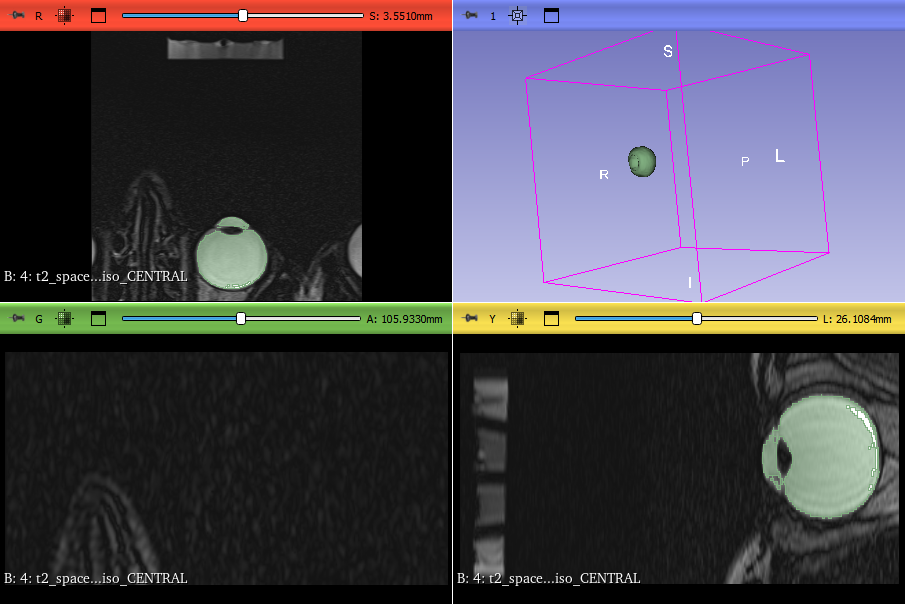 R S: 3.5510mm
B: 4: t2_space...iso_CENTRAL
1
S
R P L
I
G A: 105.9330mm
B: 4: t2_space...iso_CENTRAL
Y L: 26.1084mm
B: 4: t2_space...iso_CENTRAL